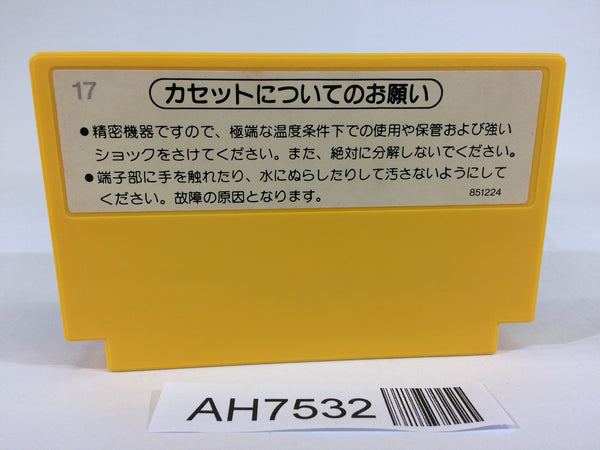 17
カセットについてのお願い
●精密機器ですので、極端な温度条件下での使用や保管および強い
ショックをさけてください。また、絶対に分解しないでください。
●端子部に手を触れたり、水にぬらしたりして汚さないようにして
ください。故障の原因となります。
851224
AH7532